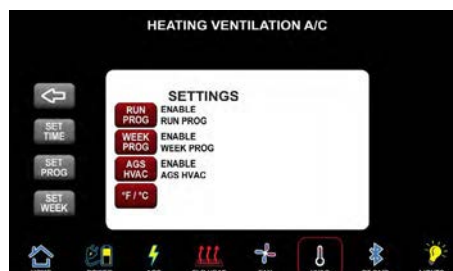 HEATING VENTILATION A/C
SETTINGS
RUN PROG
ENABLE
RUN PROG
WEEK PROG
ENABLE
WEEK PROG
AGS HVAC
ENABLE
AGS HVAC
°F / °C
SET TIME
SET PROG
SET WEEK